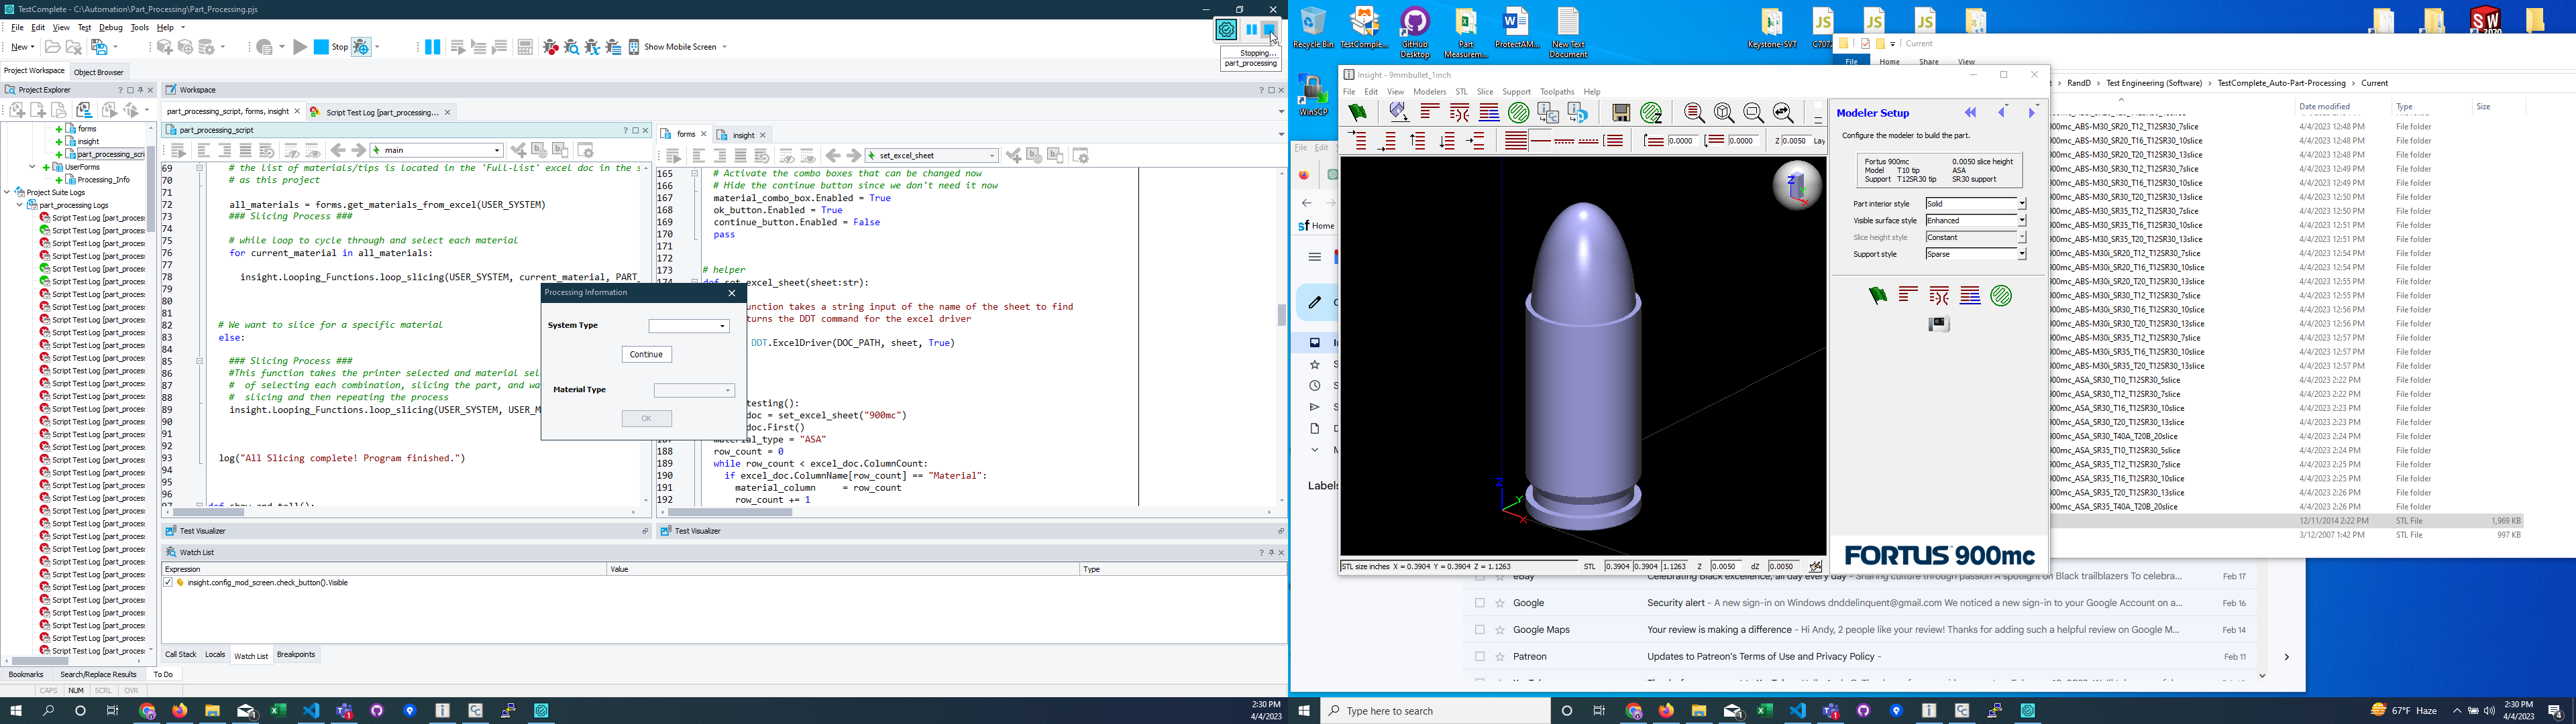 TestComplete - C:\Automation\Part_Processing\Part_Processing.pjs
File Edit View Test Debug Tools Help
New
Stop
Show Mobile Screen
Stopping...
part_processing
Project Workspace
Object Browser
Project Explorer
forms
insight
part_processing_scri
UserForms
Processing_Info
Project Suite Logs
part_processing Logs
Script Test Log [part_proces
Workspace
part_processing_script, forms, insight
Script Test Log [part_processing...
part_processing_script
main
69 # the list of materials/tips is located in the 'Full-List' excel doc in the s
70 # as this project
71
72 all_materials = forms.get_materials_from_excel(USER_SYSTEM)
73 ### Slicing Process ###
74
75 # while loop to cycle through and select each material
76 for current_material in all_materials:
77
78 insight.Looping_Functions.loop_slicing(USER_SYSTEM, current_material, PART_
79
80
81
82 # We want to slice for a specific material
83 else:
84
85 ### Slicing Process ###
86 #This function takes the printer selected and material sel
87 # of selecting each combination, slicing the part, and wa
88 # slicing and then repeating the process
89 insight.Looping_Functions.loop_slicing(USER_SYSTEM, USER_M
90
91
92
93 log("All Slicing complete! Program finished.")
94
95
96
forms
insight
set_excel_sheet
165 # Activate the combo boxes that can be changed now
166 # Hide the continue button since we don't need it now
167 material_combo_box.Enabled = True
168 ok_button.Enabled = True
169 continue_button.Enabled = False
170 pass
171
172
173 # helper
174 def set_excel_sheet(sheet:str):
unction takes a string input of the name of the sheet to find
turns the DDT command for the excel driver
DDT.ExcelDriver(DOC_PATH, sheet, True)
testing():
doc = set_excel_sheet("900mc")
doc.First()
material_type = "ASA"
188 row_count = 0
189 while row_count < excel_doc.ColumnCount:
190 if excel_doc.ColumnName[row_count] == "Material":
191 material_column = row_count
192 row_count += 1
Processing Information
System Type
Continue
Material Type
OK
Test Visualizer
Test Visualizer
Watch List
Expression Value Type
insight.config_mod_screen.check_button().Visible
Call Stack Locals Watch List Breakpoints
Bookmarks Search/Replace Results To Do
CAPS NUM SCRL OVR
2:30 PM
4/4/2023
Recycle Bin
TestComple...
GitHub Desktop
Part Measurem...
ProtectAM...
New Text Document
Keystone-SVT
WinSCP
Insight - 9mmbullet_1inch
File Edit View Modelers STL Slice Support Toolpaths Help
0.0000
0.0000
Z 0.0050 Lay
Modeler Setup
Configure the modeler to build the part.
Fortus 900mc 0.0050 slice height
Model T10 tip ASA
Support T12SR30 tip SR30 support
Part interior style Solid
Visible surface style Enhanced
Slice height style Constant
Support style Sparse
FORTUS 900mc
Z
Y
X
STL size inches X = 0.3904 Y = 0.3904 Z = 1.1263
STL 0.3904 0.3904 1.1263 Z 0.0050 dZ 0.0050
Current
File Home Share View
RandD › Test Engineering (Software) › TestComplete_Auto-Part-Processing › Current
Date modified Type Size
900mc_ABS-M30_SR20_T12_T12SR30_7slice 4/4/2023 12:48 PM File folder
900mc_ABS-M30_SR20_T16_T12SR30_10slice 4/4/2023 12:48 PM File folder
900mc_ABS-M30_SR20_T20_T12SR30_13slice 4/4/2023 12:48 PM File folder
900mc_ABS-M30_SR30_T12_T12SR30_7slice 4/4/2023 12:49 PM File folder
900mc_ABS-M30_SR30_T16_T12SR30_10slice 4/4/2023 12:49 PM File folder
900mc_ABS-M30_SR30_T20_T12SR30_13slice 4/4/2023 12:50 PM File folder
900mc_ABS-M30_SR35_T12_T12SR30_7slice 4/4/2023 12:50 PM File folder
900mc_ABS-M30_SR35_T16_T12SR30_10slice 4/4/2023 12:51 PM File folder
900mc_ABS-M30_SR35_T20_T12SR30_13slice 4/4/2023 12:51 PM File folder
900mc_ABS-M30i_SR20_T12_T12SR30_7slice 4/4/2023 12:54 PM File folder
900mc_ABS-M30i_SR20_T16_T12SR30_10slice 4/4/2023 12:54 PM File folder
900mc_ABS-M30i_SR20_T20_T12SR30_13slice 4/4/2023 12:55 PM File folder
900mc_ABS-M30i_SR30_T12_T12SR30_7slice 4/4/2023 12:55 PM File folder
900mc_ABS-M30i_SR30_T16_T12SR30_10slice 4/4/2023 12:56 PM File folder
900mc_ABS-M30i_SR30_T20_T12SR30_13slice 4/4/2023 12:56 PM File folder
900mc_ABS-M30i_SR35_T12_T12SR30_7slice 4/4/2023 12:57 PM File folder
900mc_ABS-M30i_SR35_T16_T12SR30_10slice 4/4/2023 12:57 PM File folder
900mc_ABS-M30i_SR35_T20_T12SR30_13slice 4/4/2023 12:58 PM File folder
900mc_ASA_SR30_T10_T12SR30_5slice 4/4/2023 2:22 PM File folder
900mc_ASA_SR30_T12_T12SR30_7slice 4/4/2023 2:22 PM File folder
900mc_ASA_SR30_T16_T12SR30_10slice 4/4/2023 2:23 PM File folder
900mc_ASA_SR30_T20_T12SR30_13slice 4/4/2023 2:23 PM File folder
900mc_ASA_SR30_T40A_T20B_20slice 4/4/2023 2:24 PM File folder
900mc_ASA_SR35_T10_T12SR30_5slice 4/4/2023 2:24 PM File folder
900mc_ASA_SR35_T12_T12SR30_7slice 4/4/2023 2:25 PM File folder
900mc_ASA_SR35_T16_T12SR30_10slice 4/4/2023 2:25 PM File folder
900mc_ASA_SR35_T20_T12SR30_13slice 4/4/2023 2:26 PM File folder
900mc_ASA_SR35_T40A_T20B_20slice 4/4/2023 2:26 PM File folder
12/11/2014 2:22 PM STL File 1,969 KB
3/12/2007 1:42 PM STL File 997 KB
sf Home
Labels
eBay Celebrating Black excellence, all day every day - Sharing culture through passion A spotlight on Black trailblazers To celebra... Feb 17
Google Security alert - A new sign-in on Windows dnddelinquent@gmail.com We noticed a new sign-in to your Google Account on a... Feb 16
Google Maps Your review is making a difference - Hi Andy, 2 people like your review! Thanks for adding such a helpful review on Google M... Feb 14
Patreon Updates to Patreon's Terms of Use and Privacy Policy - Feb 11
Type here to search
67°F Haze
2:30 PM
4/4/2023